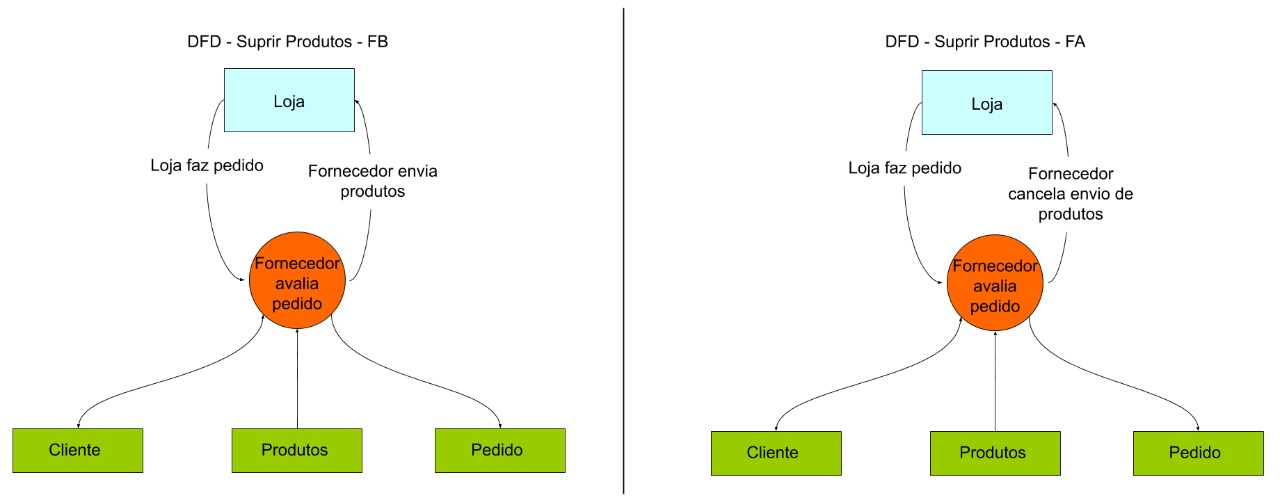 DFD - Suprir Produtos - FB
Loja
Loja faz pedido
Fornecedor envia
produtos
Fornecedor
avalia
pedido
Cliente
Produtos
Pedido
DFD - Suprir Produtos - FA
Loja
Loja faz pedido
Fornecedor
cancela envio de
produtos
Fornecedor
avalia
pedido
Cliente
Produtos
Pedido